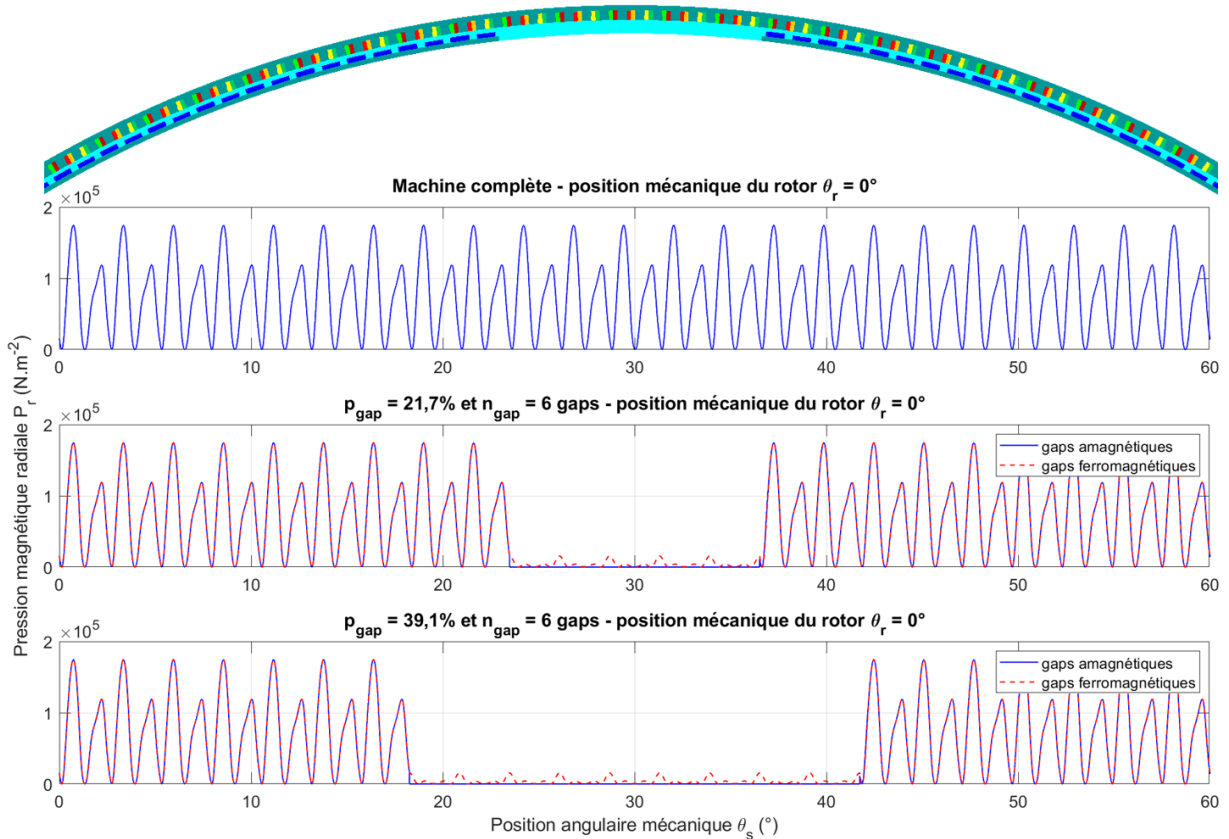 Machine complète - position mécanique du rotor θr = 0°
× 10⁵
2
1
0
0 10 20 30 40 50 60
Pression magnétique radiale Pr (N.m-2)
pgap = 21,7% et ngap = 6 gaps - position mécanique du rotor θr = 0°
× 10⁵
2
gaps amagnétiques
gaps ferromagnétiques
1
0
0 10 20 30 40 50 60
pgap = 39,1% et ngap = 6 gaps - position mécanique du rotor θr = 0°
× 10⁵
2
gaps amagnétiques
gaps ferromagnétiques
1
0
0 10 20 30 40 50 60
Position angulaire mécanique θs (°)